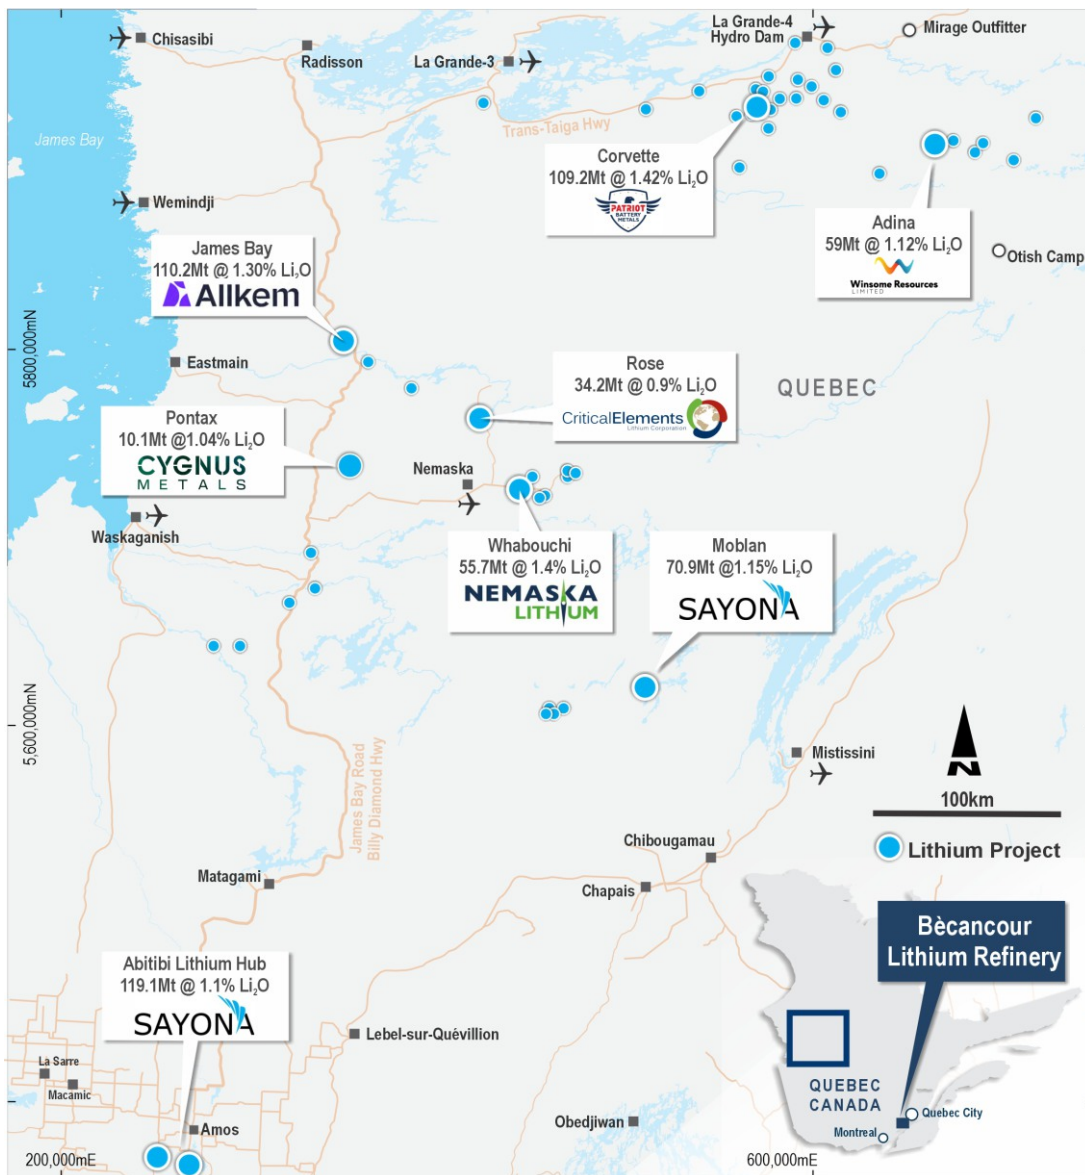 Chisasibi
Radisson
La Grande-3
La Grande-4
Hydro Dam
Mirage Outfitter
James Bay
Trans-Taiga Hwy
Corvette
109.2Mt @ 1.42% Li₂O
PATRIOT
BATTERY
METALS
Wemindji
Adina
59Mt @ 1.12% Li₂O
Winsome Resources
LIMITED
Otish Camp
James Bay
110.2Mt @ 1.30% Li₂O
Allkem
5800,000mN
Eastmain
Rose
34.2Mt @ 0.9% Li₂O
CriticalElements
Lithium Corporation
QUEBEC
Pontax
10.1Mt @1.04% Li₂O
CYGNUS
METALS
Nemaska
Waskaganish
Whabouchi
55.7Mt @ 1.4% Li₂O
NEMASKA
LITHIUM
Moblan
70.9Mt @1.15% Li₂O
SAYONA
5,600,000mN
Mistissini
N
100km
Lithium Project
James Bay Road
Billy Diamond Hwy
Chibougamau
Chapais
Matagami
Bècancour
Lithium Refinery
Abitibi Lithium Hub
119.1Mt @ 1.1% Li₂O
SAYONA
Lebel-sur-Quévillion
La Sarre
Macamic
Amos
Obedjiwan
QUEBEC
CANADA
Quebec City
Montreal
200,000mE
600,000mE